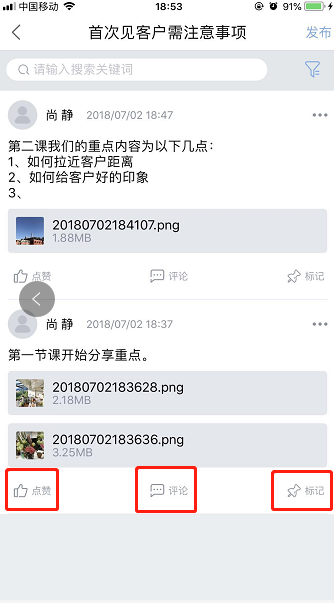 中国移动 18:53 91%
首次见客户需注意事项 发布
请输入搜索关键词
尚 静 2018/07/02 18:47
第二课我们的重点内容为以下几点：
1、如何拉近客户距离
2、如何给客户好的印象
3、
20180702184107.png
1.88MB
点赞 评论 标记
尚 静 2018/07/02 18:37
第一节课开始分享重点。
20180702183628.png
2.18MB
20180702183636.png
3.25MB
点赞 评论 标记